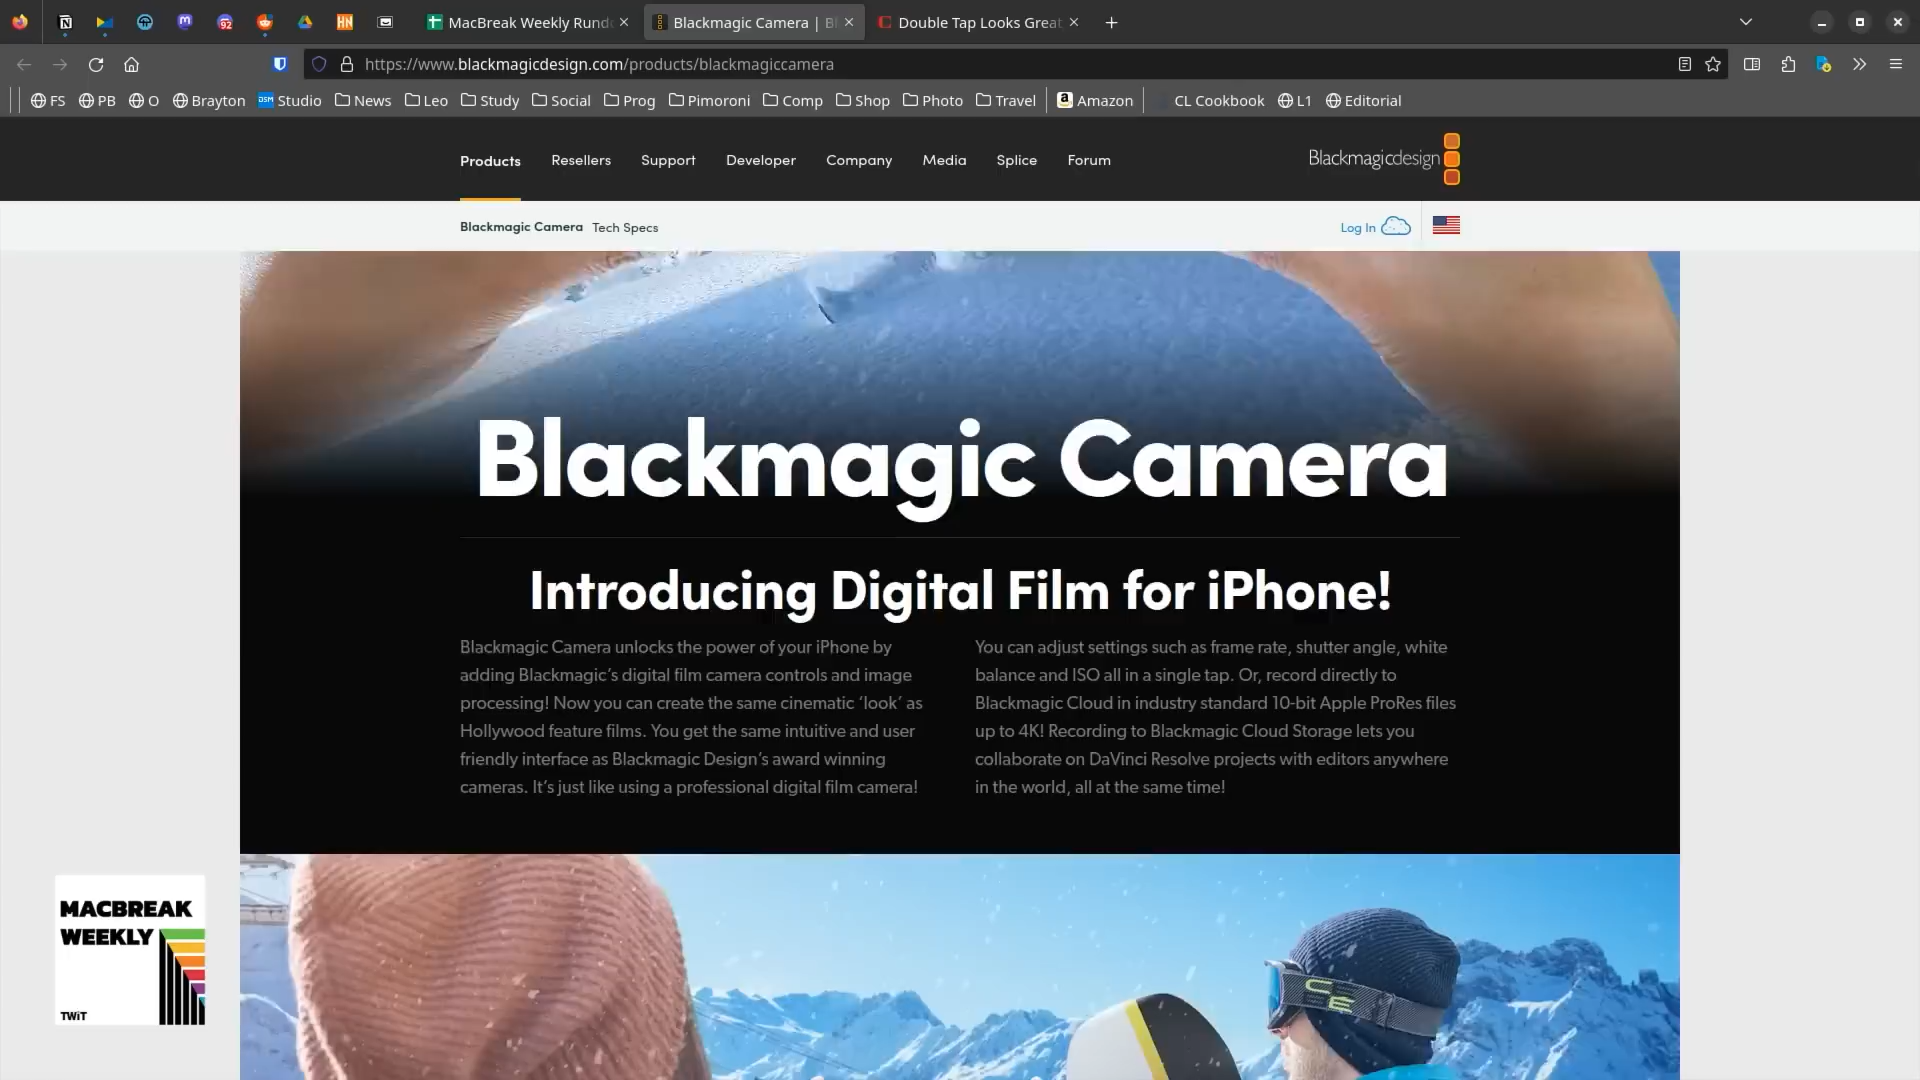 MacBreak Weekly Rund
Blackmagic Camera | Bl
Double Tap Looks Great
https://www.blackmagicdesign.com/products/blackmagiccamera
FS PB O Brayton Studio News Leo Study Social Prog Pimoroni Comp Shop Photo Travel Amazon CL Cookbook L1 Editorial
Products Resellers Support Developer Company Media Splice Forum
Blackmagicdesign
Blackmagic Camera Tech Specs
Log In
Blackmagic Camera
Introducing Digital Film for iPhone!
Blackmagic Camera unlocks the power of your iPhone by
adding Blackmagic’s digital film camera controls and image
processing! Now you can create the same cinematic ‘look’ as
Hollywood feature films. You get the same intuitive and user
friendly interface as Blackmagic Design’s award winning
cameras. It’s just like using a professional digital film camera!
You can adjust settings such as frame rate, shutter angle, white
balance and ISO all in a single tap. Or, record directly to
Blackmagic Cloud in industry standard 10-bit Apple ProRes files
up to 4K! Recording to Blackmagic Cloud Storage lets you
collaborate on DaVinci Resolve projects with editors anywhere
in the world, all at the same time!
MACBREAK
WEEKLY
TWiT